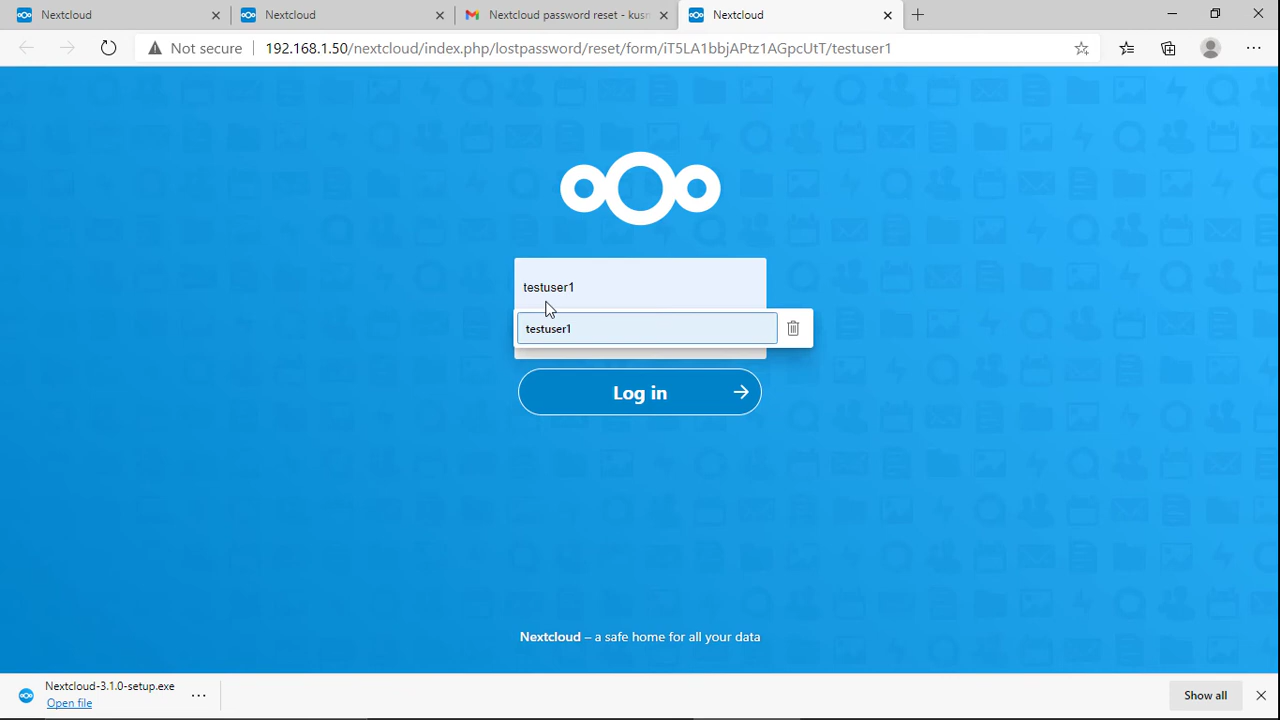 Nextcloud
Nextcloud
Nextcloud password reset - kusn
Nextcloud
Not secure
192.168.1.50/nextcloud/index.php/lostpassword/reset/form/iT5LA1bbjAPtz1AGpcUtT/testuser1
testuser1
testuser1
Log in
Nextcloud – a safe home for all your data
Nextcloud-3.1.0-setup.exe
Open file
Show all